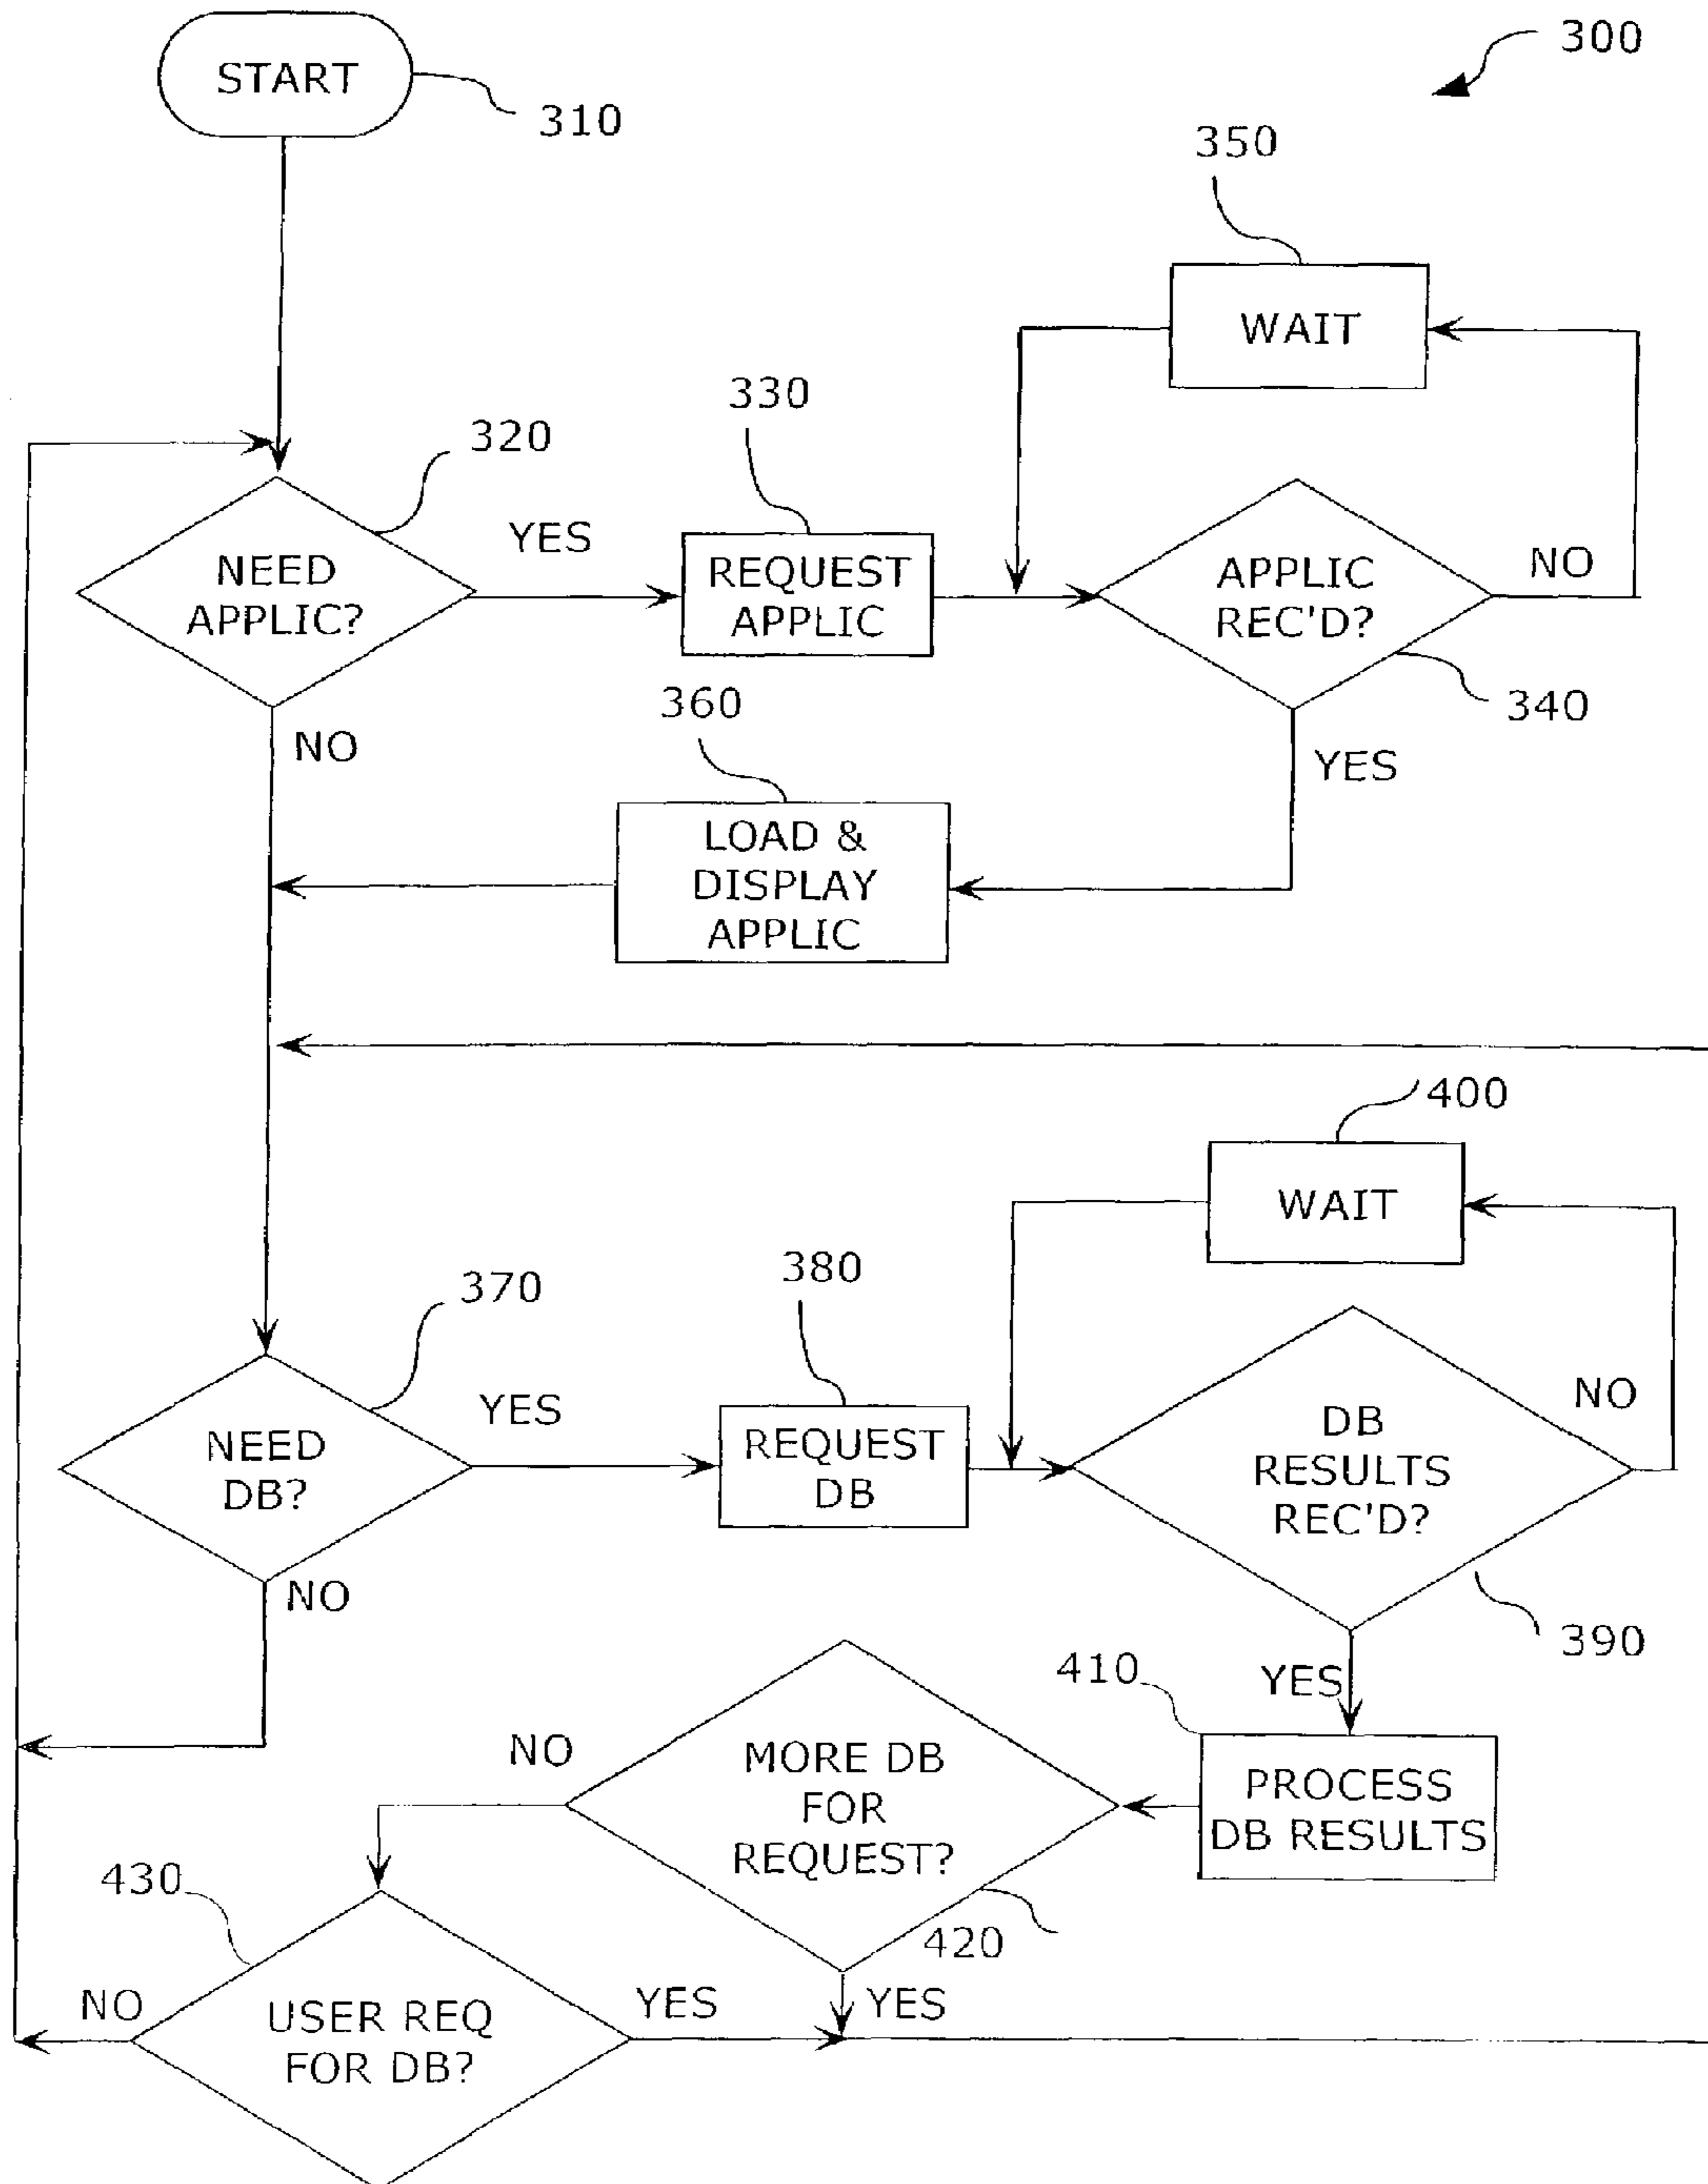 START
310
300
350
WAIT
330
320
NEED
APPLIC?
YES
REQUEST
APPLIC
APPLIC
REC'D?
NO
340
NO
360
YES
LOAD &
DISPLAY
APPLIC
400
WAIT
370
380
NEED
DB?
YES
REQUEST
DB
DB
RESULTS
REC'D?
NO
NO
390
YES
410
PROCESS
DB RESULTS
MORE DB
FOR
REQUEST?
NO
420
YES
430
USER REQ
FOR DB?
NO
YES